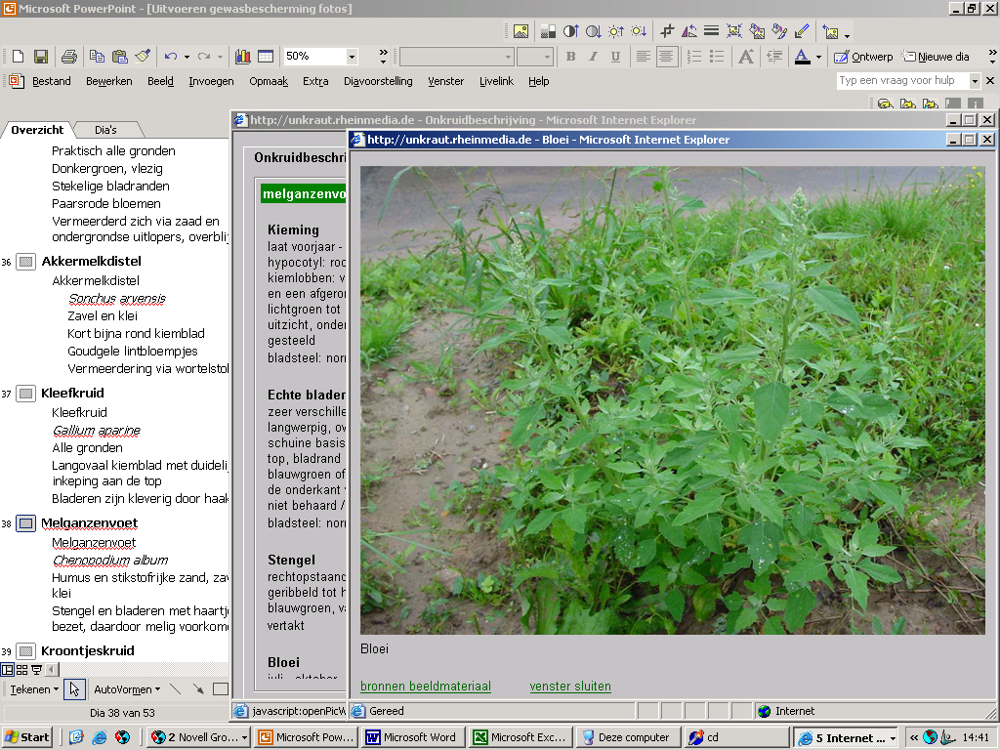 Microsoft PowerPoint - [Uitvoeren gewasbescherming fotos]
50%
B I U
A
A
Ontwerp
Nieuwe dia
Bestand Bewerken Beeld Invoegen Opmaak Extra Diavoorstelling Venster Livelink Help
Typ een vraag voor hulp
Overzicht
Dia's
Praktisch alle gronden
Donkergroen, vlezig
Stekelige bladranden
Paarsrode bloemen
Vermeerderd zich via zaad en
ondergrondse uitlopers, overblij
36 Akkermelkdistel
Akkermelkdistel
Sonchus arvensis
Zavel en klei
Kort bijna rond kiemblad
Goudgele lintbloempjes
Vermeerdering via wortelstol
37 Kleefkruid
Kleefkruid
Gallium aparine
Alle gronden
Langovaal kiemblad met duideli
inkeping aan de top
Bladeren zijn kleverig door haak
38 Melganzenvoet
Melganzenvoet
Chenopodium album
Humus en stikstofrijke zand, zav
klei
Stengel en bladeren met haartj
bezet, daardoor melig voorkom
39 Kroontjeskruid
Tekenen AutoVormen
Dia 38 van 53
http://unkraut.rheinmedia.de - Onkruidbeschrijving - Microsoft Internet Explorer
Onkruidbeschri
melganzenvo
Kieming
laat voorjaar -
hypocotyl: roo
kiemlobben: v
en een afgeron
lichtgroen tot
uitzicht, onder
gesteeld
bladsteel: norm
Echte blader
zeer verschille
langwerpig, ov
schuine basis
top, bladrand
blauwgroen of
de onderkant
niet behaard /
bladsteel: norm
Stengel
rechtopstaand
geribbeld tot h
blauwgroen, va
vertakt
Bloei
juli - oktober
javascript:openPicW
http://unkraut.rheinmedia.de - Bloei - Microsoft Internet Explorer
Bloei
bronnen beeldmateriaal
venster sluiten
Gereed
Internet
Start
2 Novell Gro...
Microsoft Pow...
Microsoft Word
Microsoft Exc...
Deze computer
cd
5 Internet ...
14:41